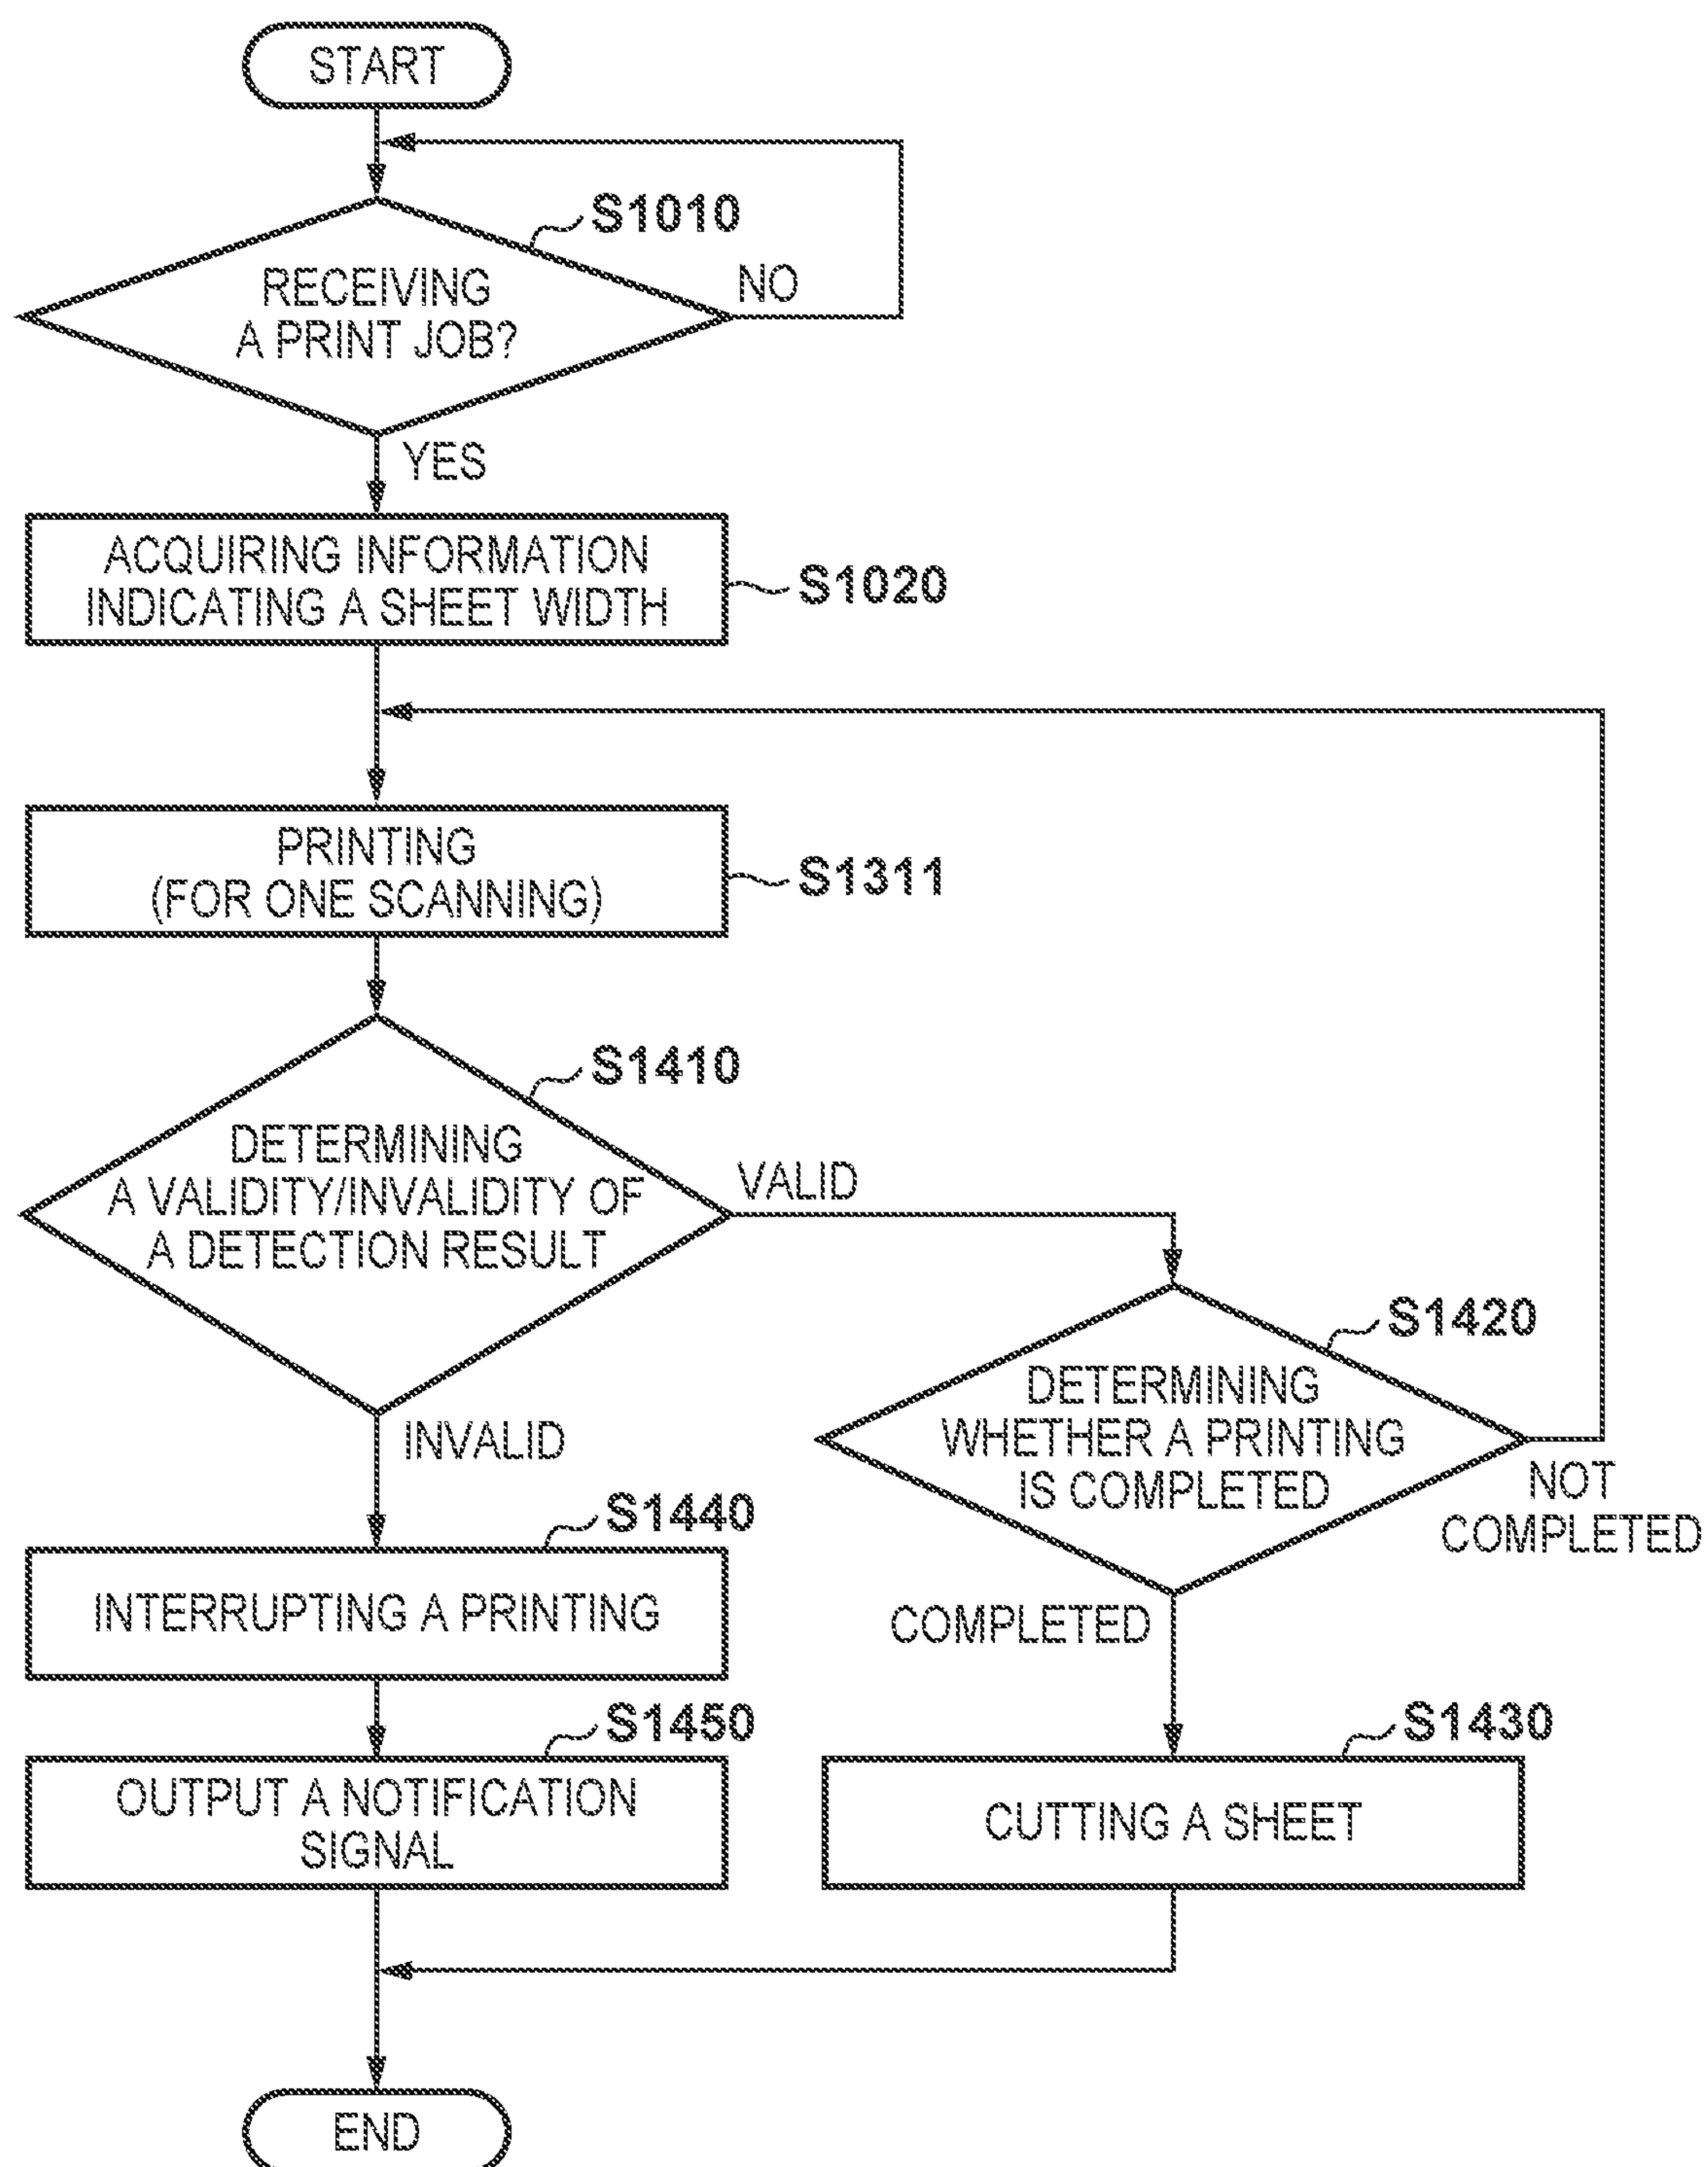 START
S1010
RECEIVING
A PRINT JOB?
NO
YES
ACQUIRING INFORMATION
INDICATING A SHEET WIDTH
S1020
PRINTING
(FOR ONE SCANNING)
S1311
S1410
DETERMINING
A VALIDITY/INVALIDITY OF
A DETECTION RESULT
VALID
INVALID
S1420
DETERMINING
WHETHER A PRINTING
IS COMPLETED
NOT
COMPLETED
COMPLETED
S1440
INTERRUPTING A PRINTING
S1450
OUTPUT A NOTIFICATION
SIGNAL
S1430
CUTTING A SHEET
END